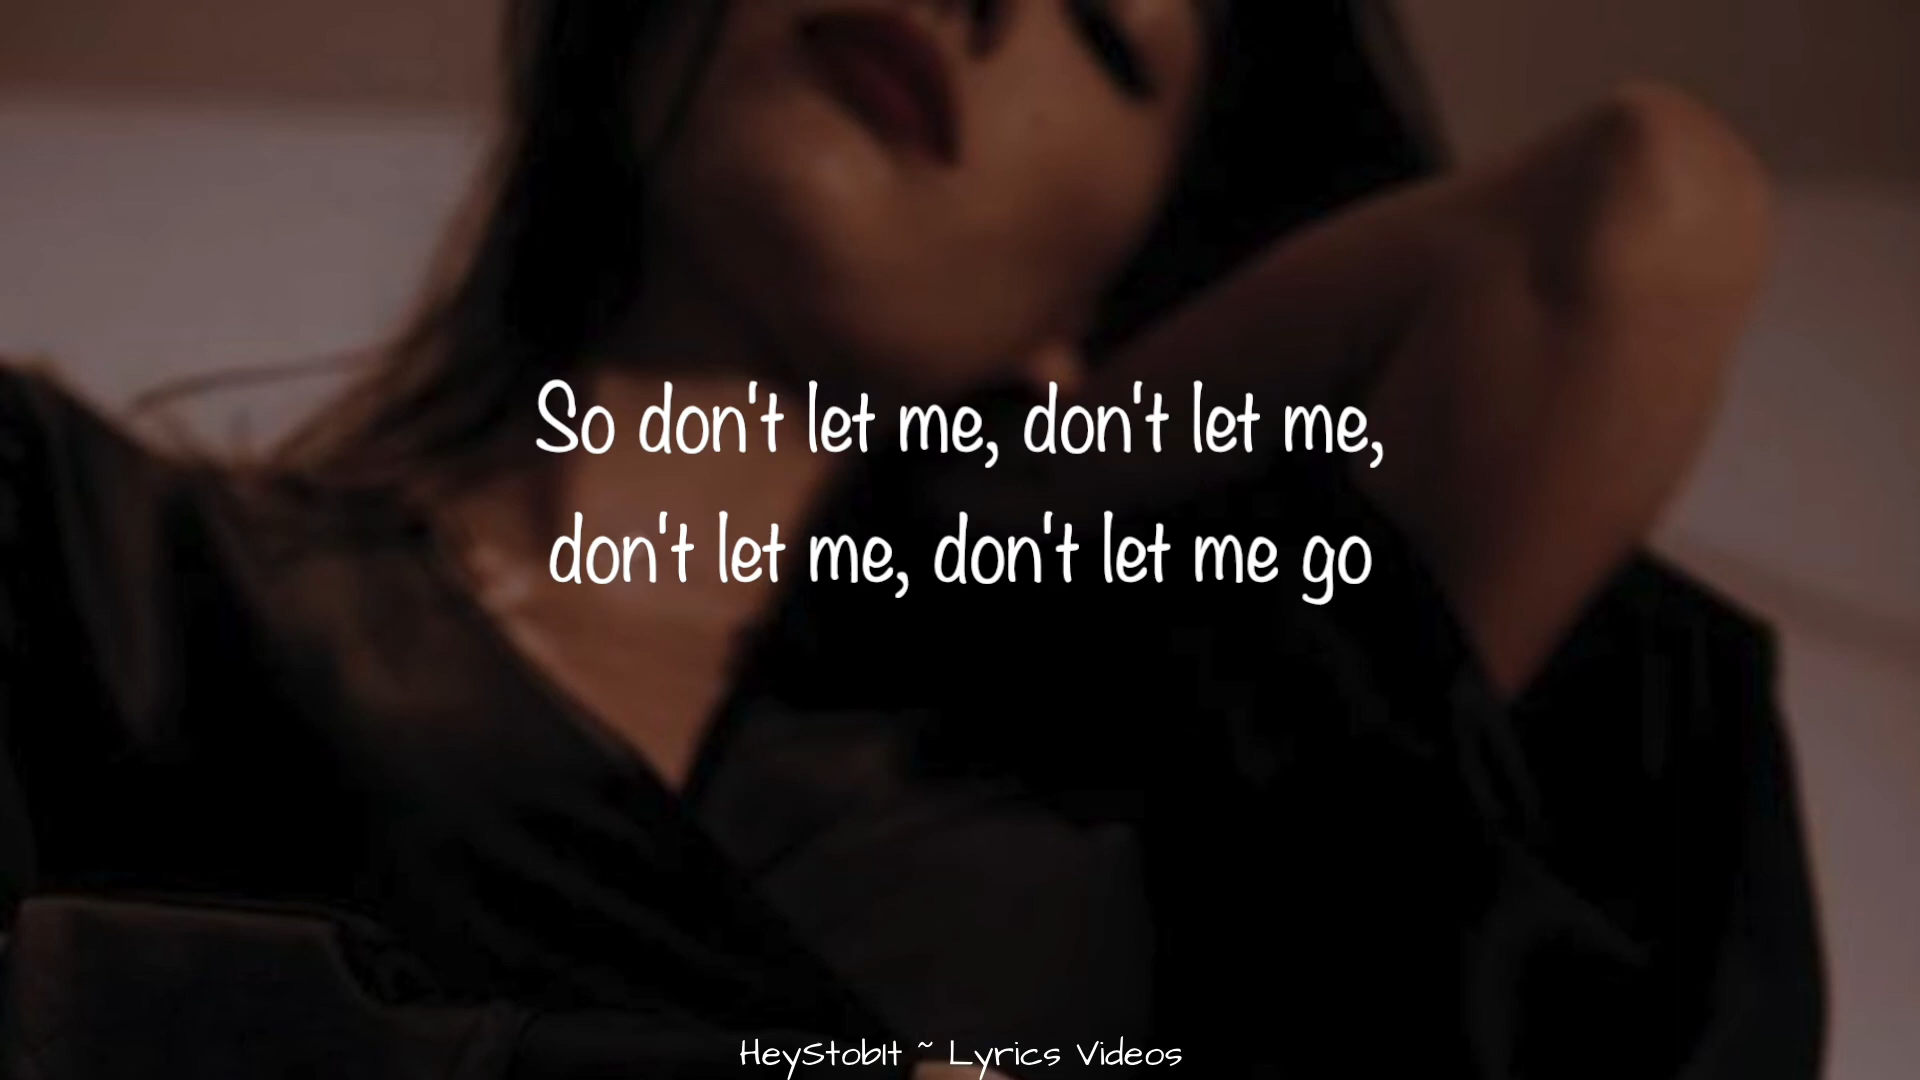 So don't let me, don't let me,
don't let me, don't let me go
HeyStobIt ~ Lyrics Videos